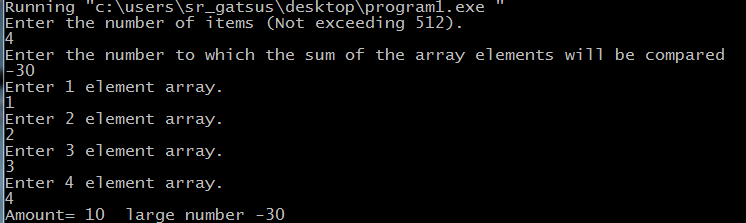 Running "c:\users\sr_gatsus\desktop\program1.exe "
Enter the number of items (Not exceeding 512).
4
Enter the number to which the sum of the array elements will be compared
-30
Enter 1 element array.
1
Enter 2 element array.
2
Enter 3 element array.
3
Enter 4 element array.
4
Amount= 10  large number -30